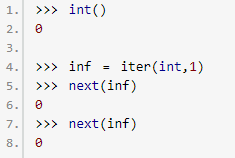 1. >>> int()
2. 0
3.
4. >>> inf = iter(int,1)
5. >>> next(inf)
6. 0
7. >>> next(inf)
8. 0